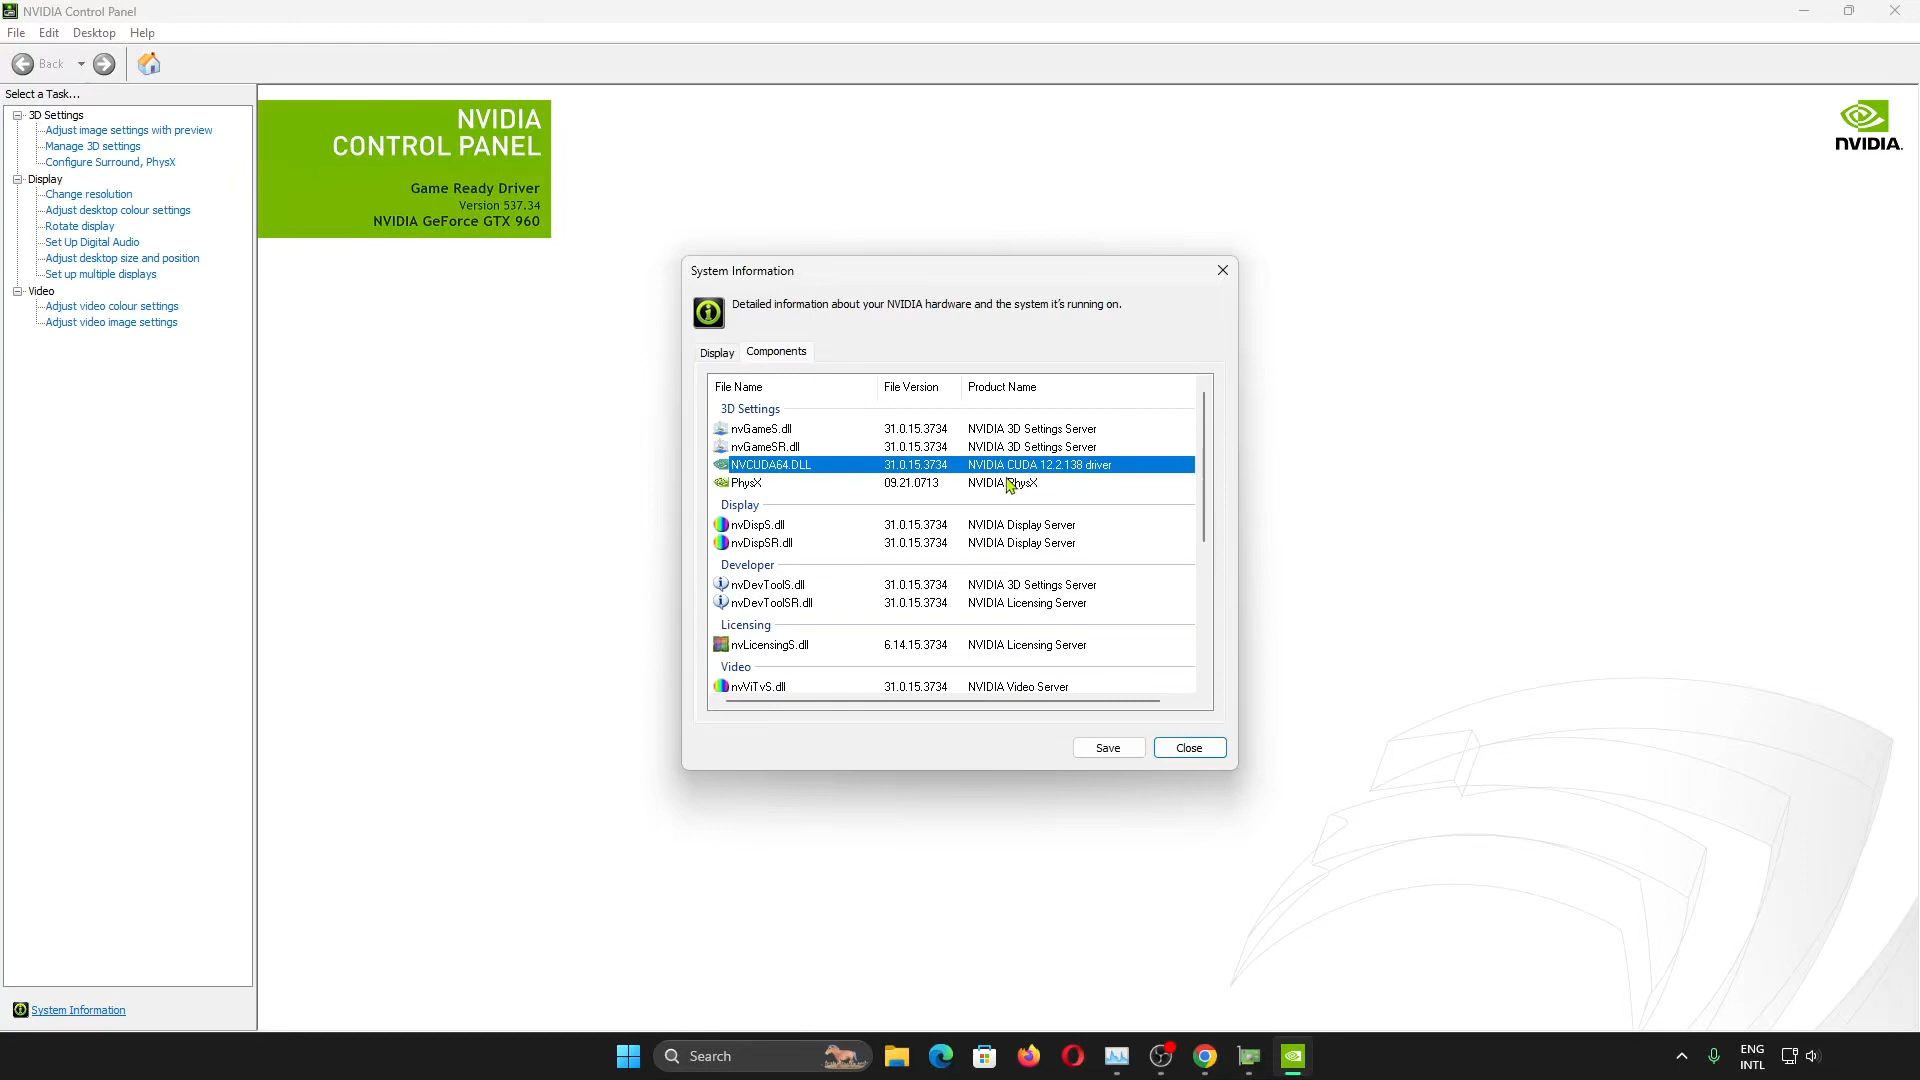 NVIDIA Control Panel
File Edit Desktop Help
Back
Select a Task...
3D Settings
Adjust image settings with preview
Manage 3D settings
Configure Surround, PhysX
Display
Change resolution
Adjust desktop colour settings
Rotate display
Set Up Digital Audio
Adjust desktop size and position
Set up multiple displays
Video
Adjust video colour settings
Adjust video image settings
System Information
NVIDIA
CONTROL PANEL
Game Ready Driver
Version 537.34
NVIDIA GeForce GTX 960
NVIDIA.
System Information
Detailed information about your NVIDIA hardware and the system it's running on.
Display Components
File Name File Version Product Name
3D Settings
nvGameS.dll 31.0.15.3734 NVIDIA 3D Settings Server
nvGameSR.dll 31.0.15.3734 NVIDIA 3D Settings Server
NVCUDA64.DLL 31.0.15.3734 NVIDIA CUDA 12.2.138 driver
PhysX 09.21.0713 NVIDIA PhysX
Display
nvDispS.dll 31.0.15.3734 NVIDIA Display Server
nvDispSR.dll 31.0.15.3734 NVIDIA Display Server
Developer
nvDevToolS.dll 31.0.15.3734 NVIDIA 3D Settings Server
nvDevToolSR.dll 31.0.15.3734 NVIDIA Licensing Server
Licensing
nvLicensingS.dll 6.14.15.3734 NVIDIA Licensing Server
Video
nvViTvS.dll 31.0.15.3734 NVIDIA Video Server
Save Close
Search
ENG
INTL